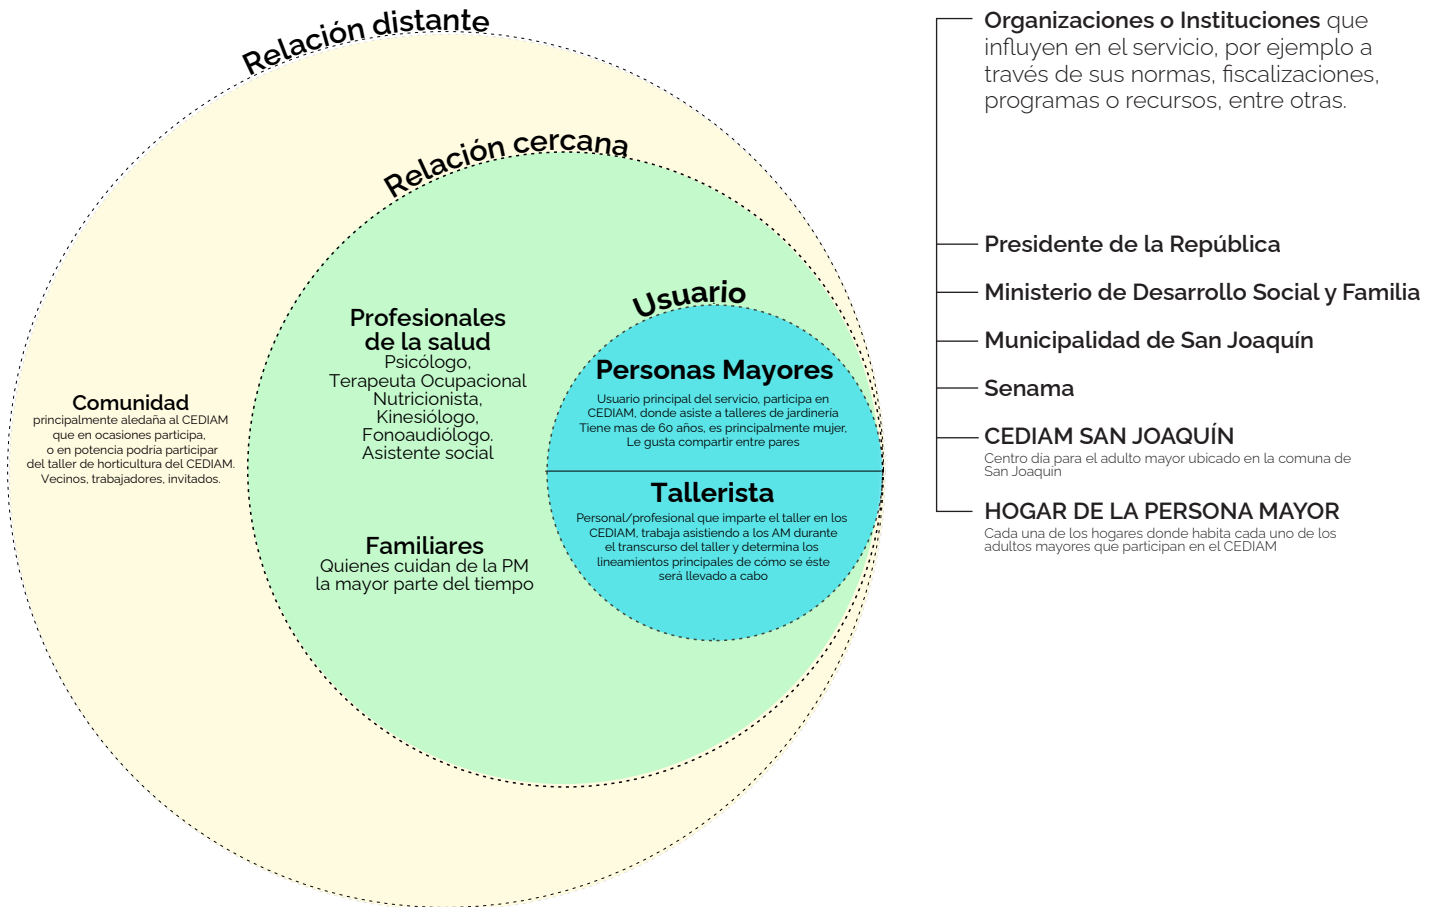 Relación distante
Relación cercana
Usuario
Comunidad
principalmente aledaña al CEDIAM
que en ocasiones participa,
o en potencia podría participar
del taller de horticultura del CEDIAM.
Vecinos, trabajadores, invitados.
Profesionales
de la salud
Psicólogo,
Terapeuta Ocupacional
Nutricionista,
Kinesiólogo,
Fonoaudiólogo.
Asistente social
Familiares
Quienes cuidan de la PM
la mayor parte del tiempo
Personas Mayores
Usuario principal del servicio, participa en
CEDIAM, donde asiste a talleres de jardinería
Tiene mas de 60 años, es principalmente mujer,
Le gusta compartir entre pares
Tallerista
Personal/profesional que imparte el taller en los
CEDIAM, trabaja asistiendo a los AM durante
el transcurso del taller y determina los
lineamientos principales de cómo se éste
será llevado a cabo
Organizaciones o Instituciones que
influyen en el servicio, por ejemplo a
través de sus normas, fiscalizaciones,
programas o recursos, entre otras.
Presidente de la República
Ministerio de Desarrollo Social y Familia
Municipalidad de San Joaquín
Senama
CEDIAM SAN JOAQUÍN
Centro día para el adulto mayor ubicado en la comuna de
San Joaquín
HOGAR DE LA PERSONA MAYOR
Cada una de los hogares donde habita cada uno de los
adultos mayores que participan en el CEDIAM